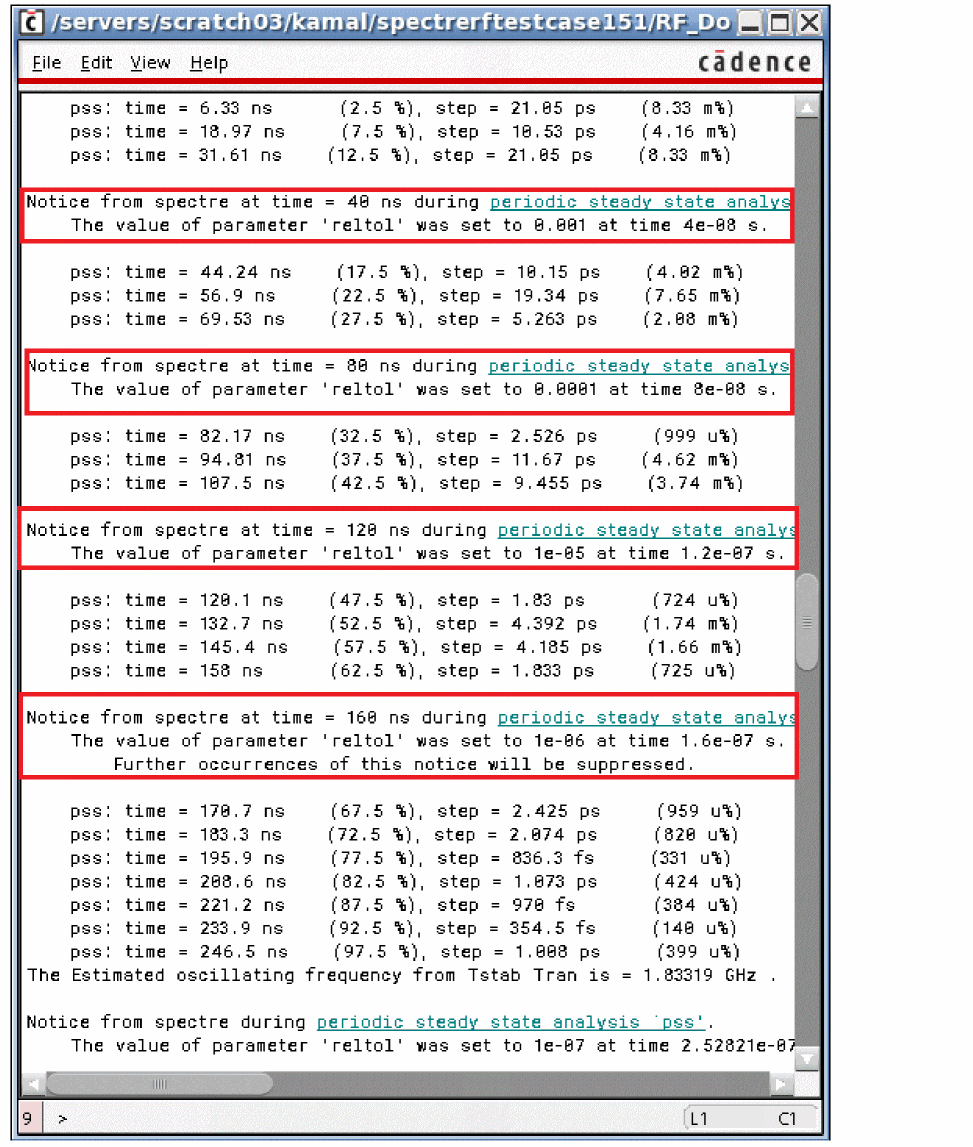 /servers/scratch03/kamal/spectrerftestcase151/RF_Do
File Edit View Help
cādence
pss: time = 6.33 ns (2.5 %), step = 21.05 ps (8.33 m%)
pss: time = 18.97 ns (7.5 %), step = 10.53 ps (4.16 m%)
pss: time = 31.61 ns (12.5 %), step = 21.05 ps (8.33 m%)
Notice from spectre at time = 40 ns during periodic steady state analys
The value of parameter 'reltol' was set to 0.001 at time 4e-08 s.
pss: time = 44.24 ns (17.5 %), step = 10.15 ps (4.02 m%)
pss: time = 56.9 ns (22.5 %), step = 19.34 ps (7.65 m%)
pss: time = 69.53 ns (27.5 %), step = 5.263 ps (2.08 m%)
Notice from spectre at time = 80 ns during periodic steady state analys
The value of parameter 'reltol' was set to 0.0001 at time 8e-08 s.
pss: time = 82.17 ns (32.5 %), step = 2.526 ps (999 u%)
pss: time = 94.81 ns (37.5 %), step = 11.67 ps (4.62 m%)
pss: time = 107.5 ns (42.5 %), step = 9.455 ps (3.74 m%)
Notice from spectre at time = 120 ns during periodic steady state analys
The value of parameter 'reltol' was set to 1e-05 at time 1.2e-07 s.
pss: time = 120.1 ns (47.5 %), step = 1.83 ps (724 u%)
pss: time = 132.7 ns (52.5 %), step = 4.392 ps (1.74 m%)
pss: time = 145.4 ns (57.5 %), step = 4.185 ps (1.66 m%)
pss: time = 158 ns (62.5 %), step = 1.833 ps (725 u%)
Notice from spectre at time = 160 ns during periodic steady state analys
The value of parameter 'reltol' was set to 1e-06 at time 1.6e-07 s.
Further occurrences of this notice will be suppressed.
pss: time = 170.7 ns (67.5 %), step = 2.425 ps (959 u%)
pss: time = 183.3 ns (72.5 %), step = 2.074 ps (820 u%)
pss: time = 195.9 ns (77.5 %), step = 836.3 fs (331 u%)
pss: time = 208.6 ns (82.5 %), step = 1.073 ps (424 u%)
pss: time = 221.2 ns (87.5 %), step = 970 fs (384 u%)
pss: time = 233.9 ns (92.5 %), step = 354.5 fs (140 u%)
pss: time = 246.5 ns (97.5 %), step = 1.008 ps (399 u%)
The Estimated oscillating frequency from Tstab Tran is = 1.83319 GHz .
Notice from spectre during periodic steady state analysis `pss'.
The value of parameter 'reltol' was set to 1e-07 at time 2.52821e-07
9 > L1 C1